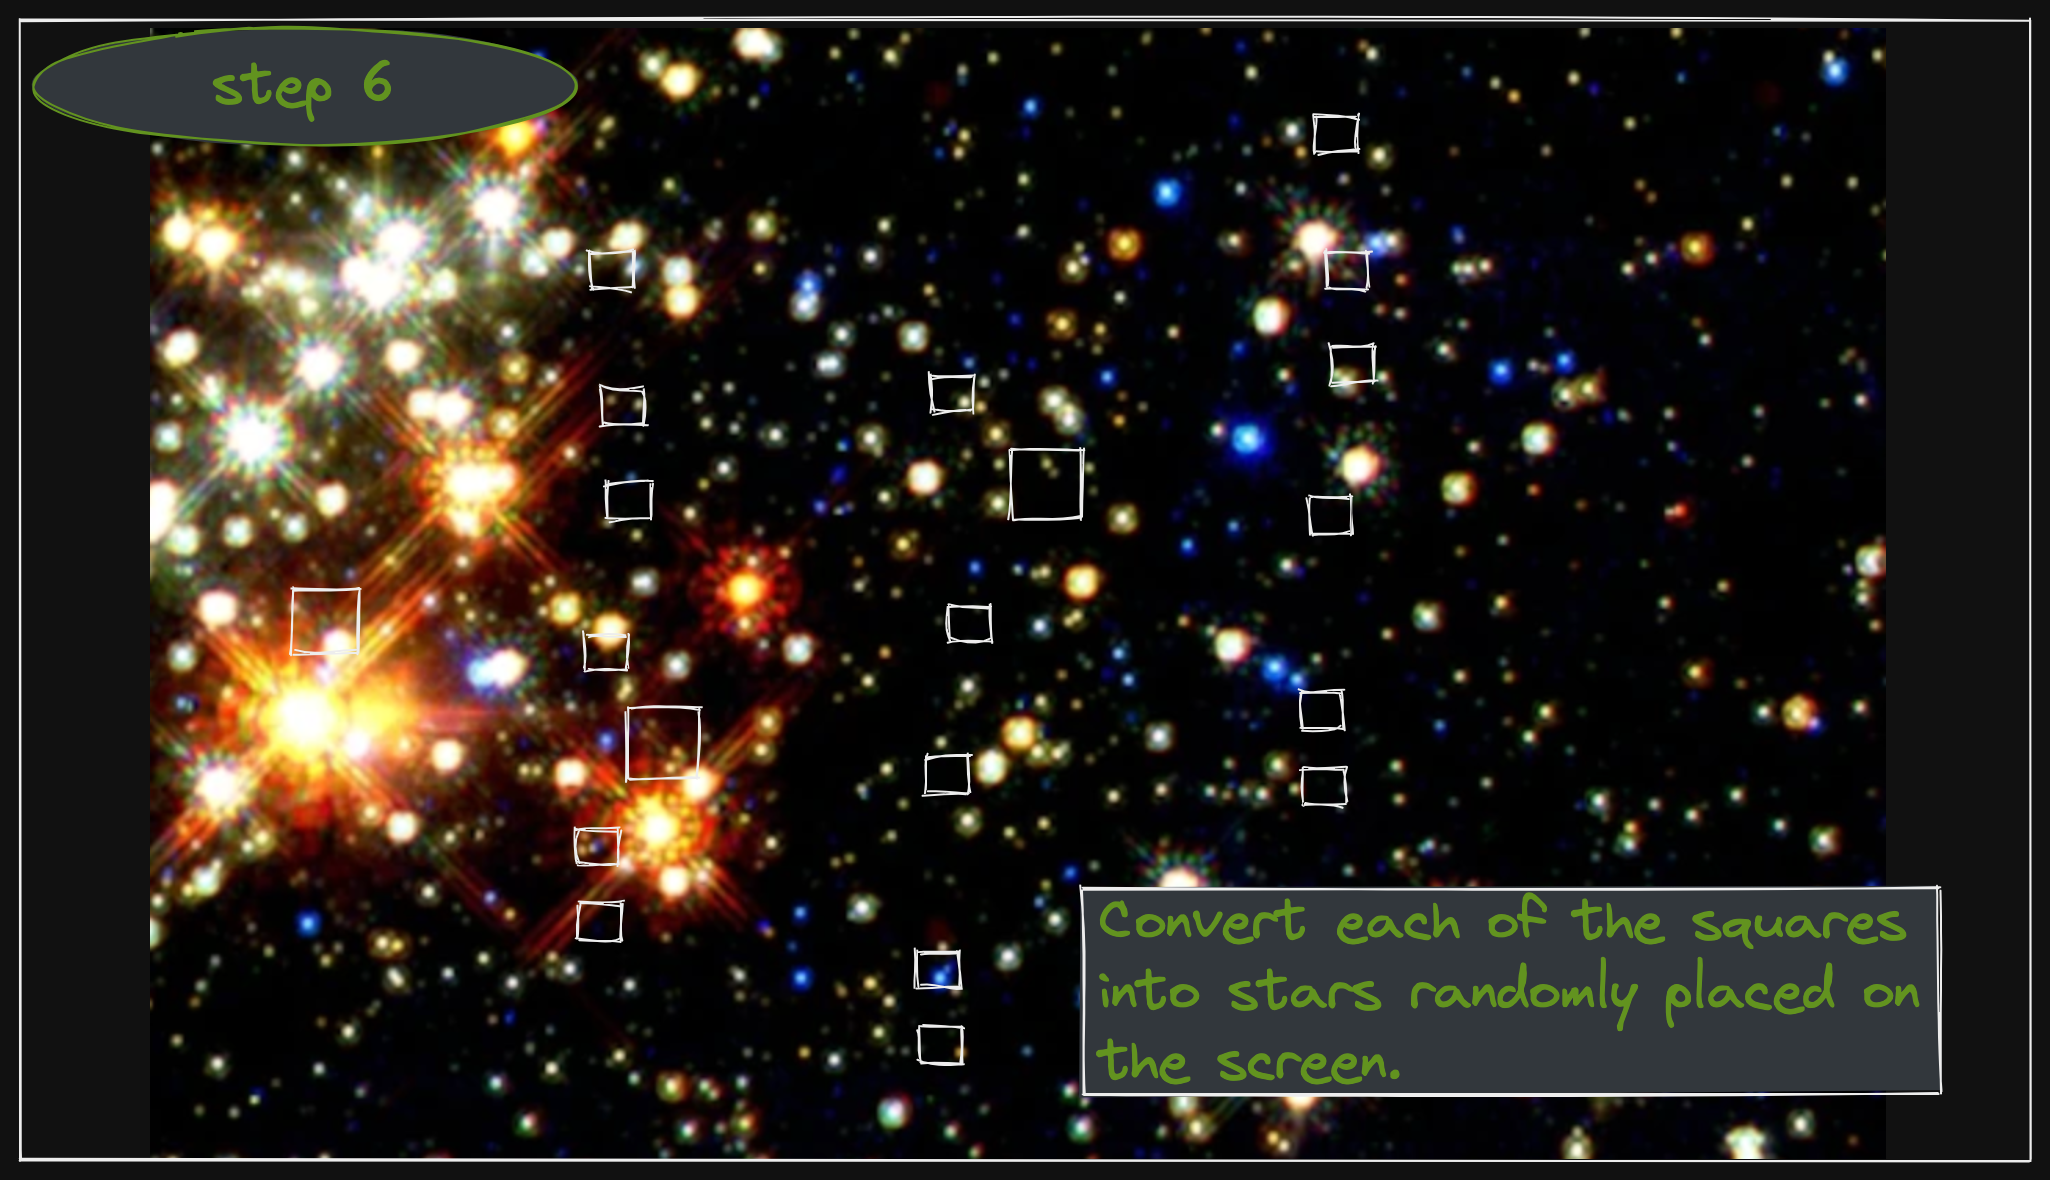 step 6
Convert each of the squares
into stars randomly placed on
the screen.